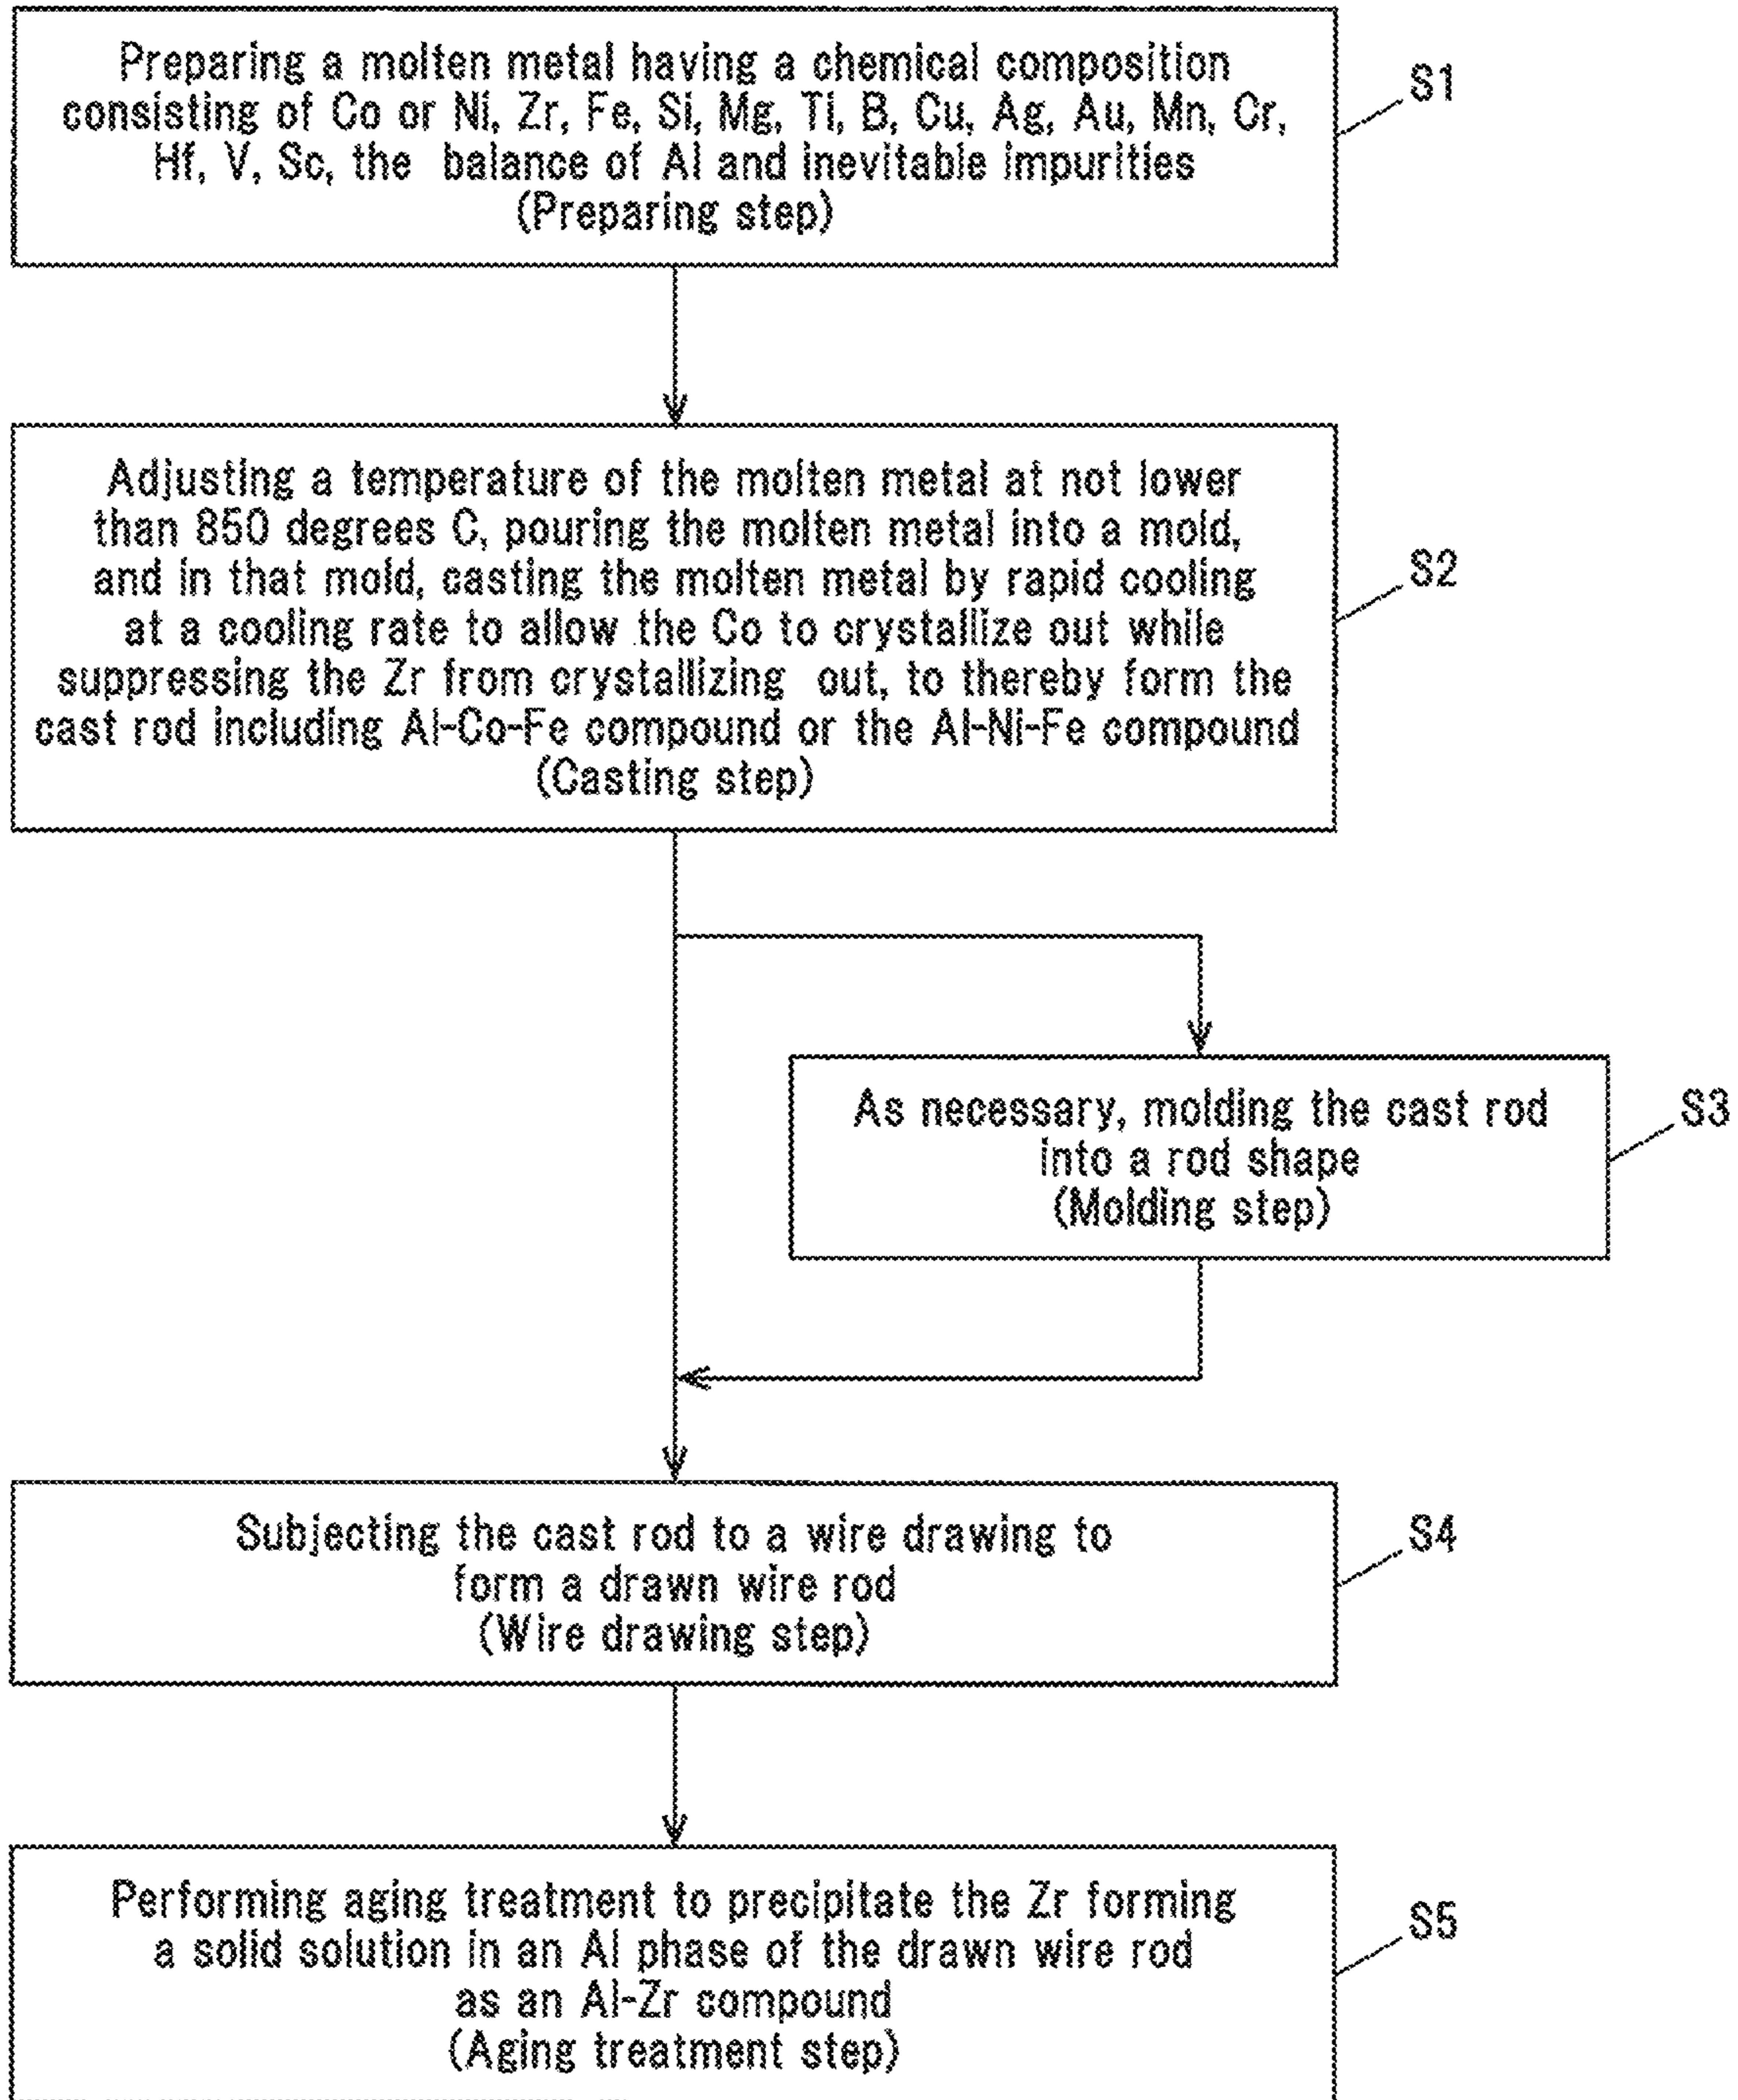 Preparing a molten metal having a chemical composition
consisting of Co or Ni, Zr, Fe, Si, Mg, Ti, B, Cu, Ag, Au, Mn, Cr,
Hf, V, Sc, the balance of Al and inevitable impurities
(Preparing step)
S1
Adjusting a temperature of the molten metal at not lower
than 850 degrees C, pouring the molten metal into a mold,
and in that mold, casting the molten metal by rapid cooling
at a cooling rate to allow the Co to crystallize out while
suppressing the Zr from crystallizing out, to thereby form the
cast rod including Al-Co-Fe compound or the Al-Ni-Fe compound
(Casting step)
S2
As necessary, molding the cast rod
into a rod shape
(Molding step)
S3
Subjecting the cast rod to a wire drawing to
form a drawn wire rod
(Wire drawing step)
S4
Performing aging treatment to precipitate the Zr forming
a solid solution in an Al phase of the drawn wire rod
as an Al-Zr compound
(Aging treatment step)
S5